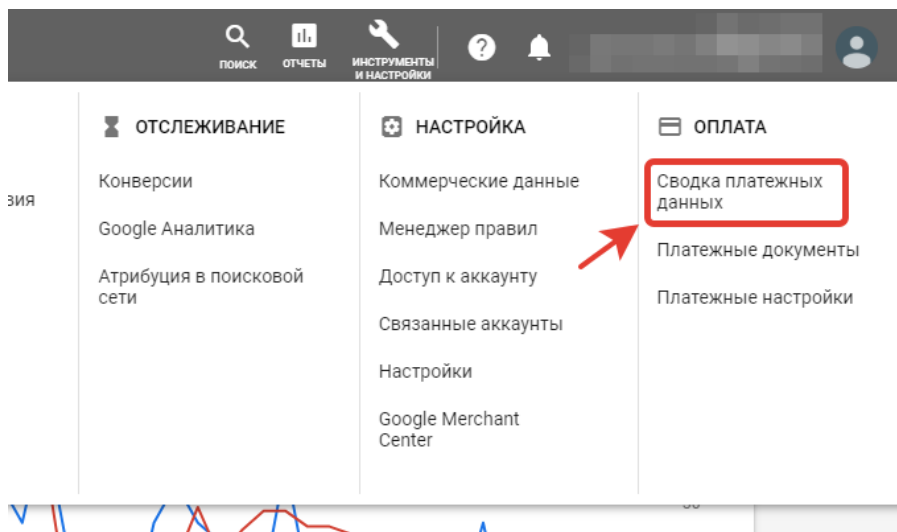 ПОИСК
ОТЧЕТЫ
ИНСТРУМЕНТЫ
И НАСТРОЙКИ
вия
ОТСЛЕЖИВАНИЕ
Конверсии
Google Аналитика
Атрибуция в поисковой
сети
НАСТРОЙКА
Коммерческие данные
Менеджер правил
Доступ к аккаунту
Связанные аккаунты
Настройки
Google Merchant
Center
ОПЛАТА
Сводка платежных
данных
Платежные документы
Платежные настройки